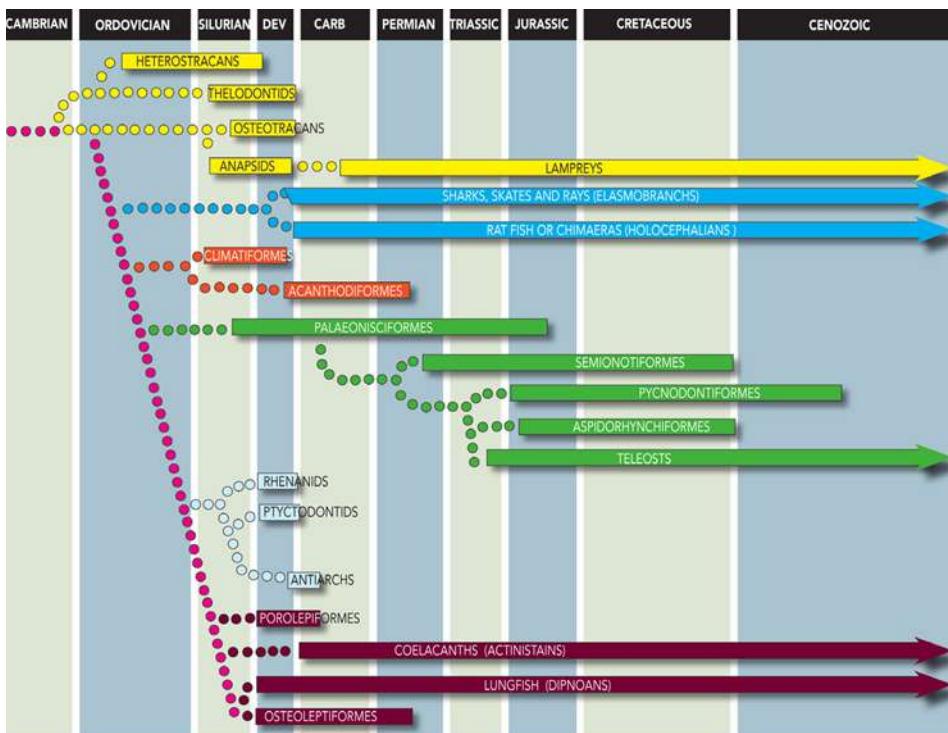 CAMBRIAN ORDOVICIAN SILURIAN DEV CARB PERMIAN TRIASSIC JURASSIC CRETACEOUS CENOZOIC
HETEROSTRACANS
THELODONTIDS
OSTEOTRACANS
ANAPSIDS LAMPREYS
SHARKS, SKATES AND RAYS (ELASMOBRANCHS)
RAT FISH OR CHIMAERAS (HOLOCEPHALIANS )
CLIMATIFORMES
ACANTHODIFORMES
PALAEONISCIFORMES
SEMIONOTIFORMES
PYCNODONTIFORMES
ASPIDORHYNCHIFORMES
TELEOSTS
RHENANIDS
PTYCTODONTIDS
ANTIARCHS
POROLEPIFORMES
COELACANTHS (ACTINISTAINS)
LUNGFISH (DIPNOANS)
OSTEOLEPTIFORMES